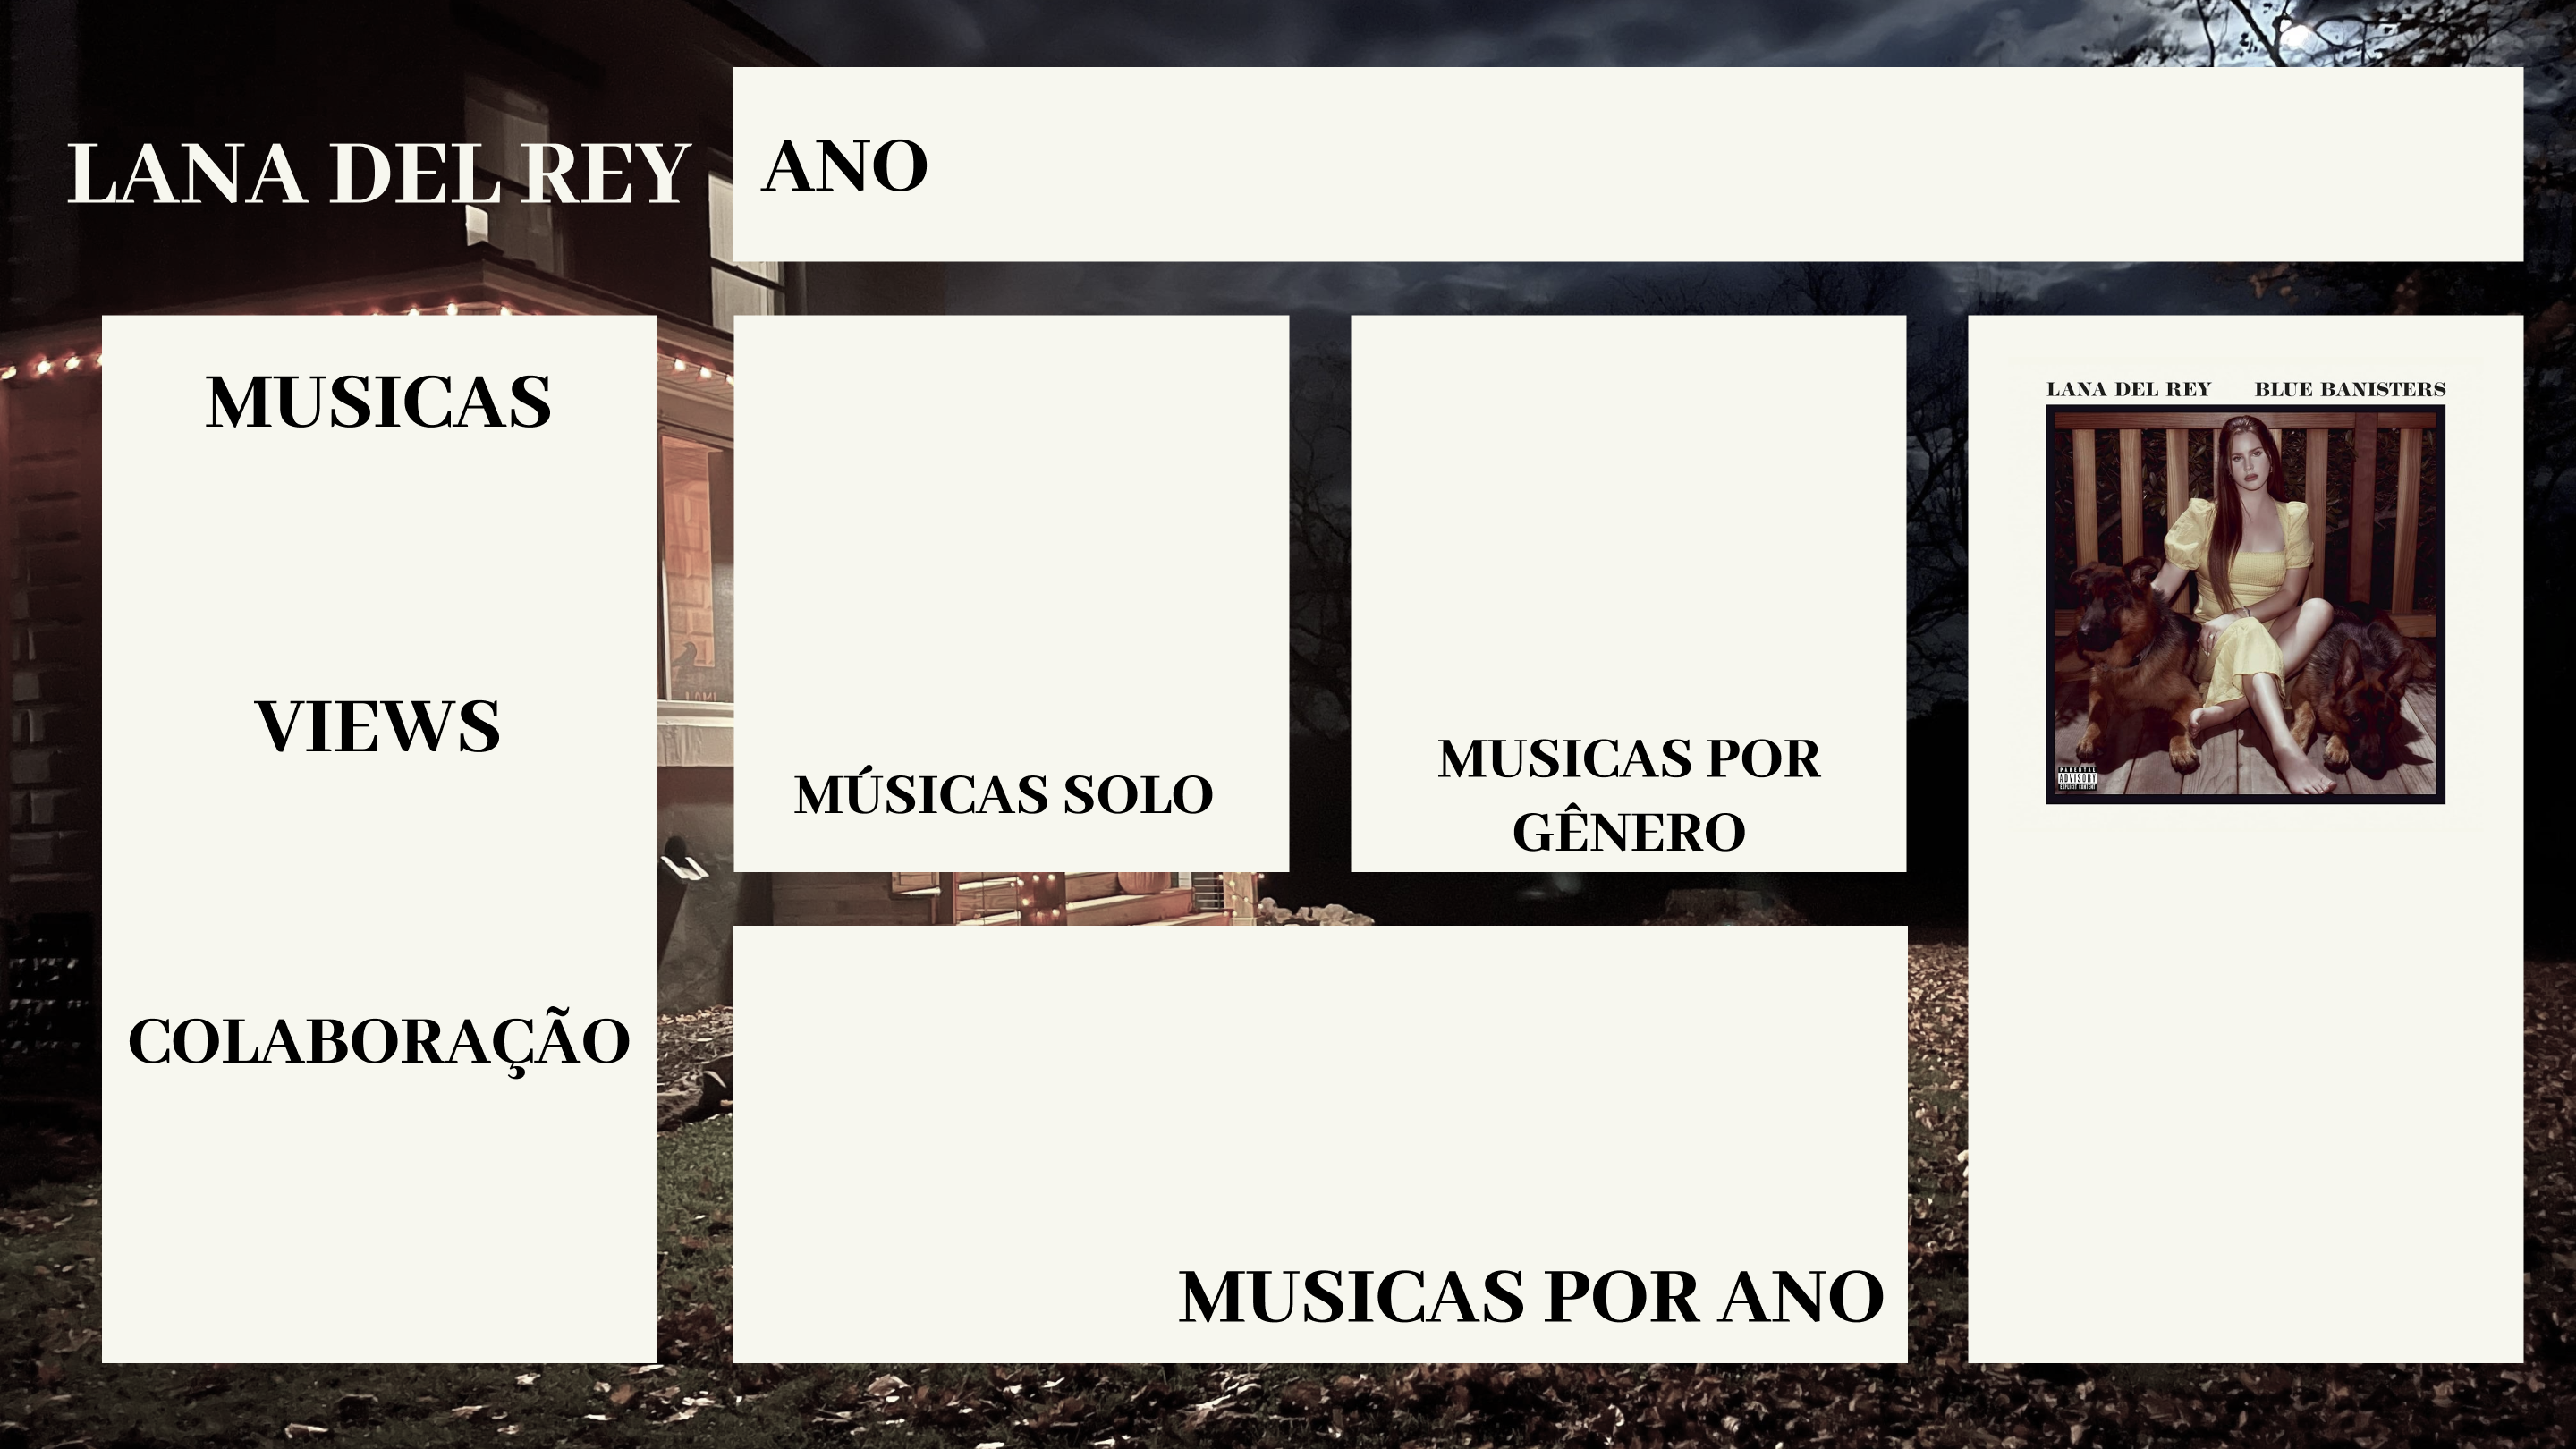 LANA DEL REY
ANO
MUSICAS
VIEWS
COLABORAÇÃO
MÚSICAS SOLO
MUSICAS POR
GÊNERO
MUSICAS POR ANO
LANA DEL REY BLUE BANISTERS
PARENTAL
ADVISORY
EXPLICIT CONTENT